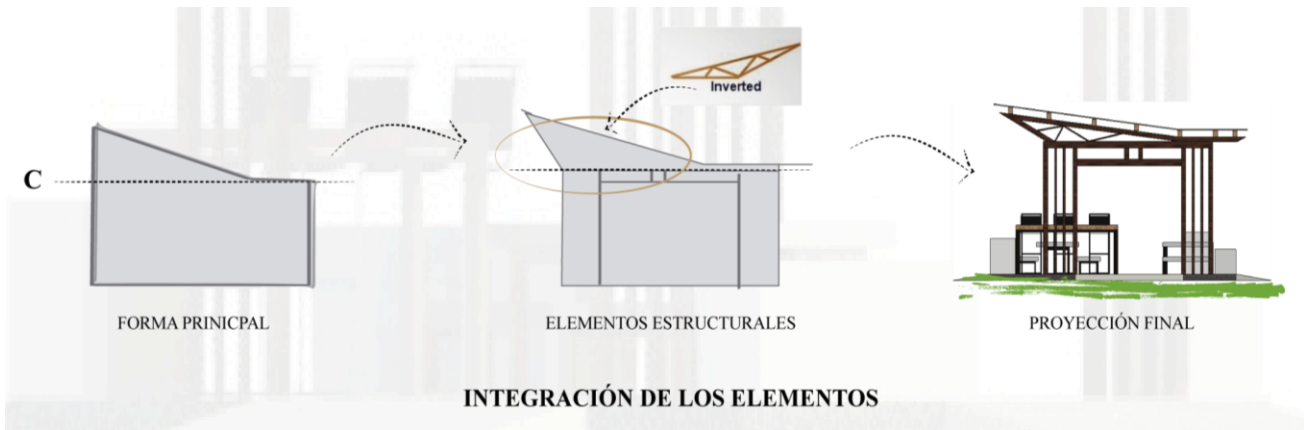 Inverted
C
FORMA PRINICPAL
ELEMENTOS ESTRUCTURALES
PROYECCIÓN FINAL
INTEGRACIÓN DE LOS ELEMENTOS